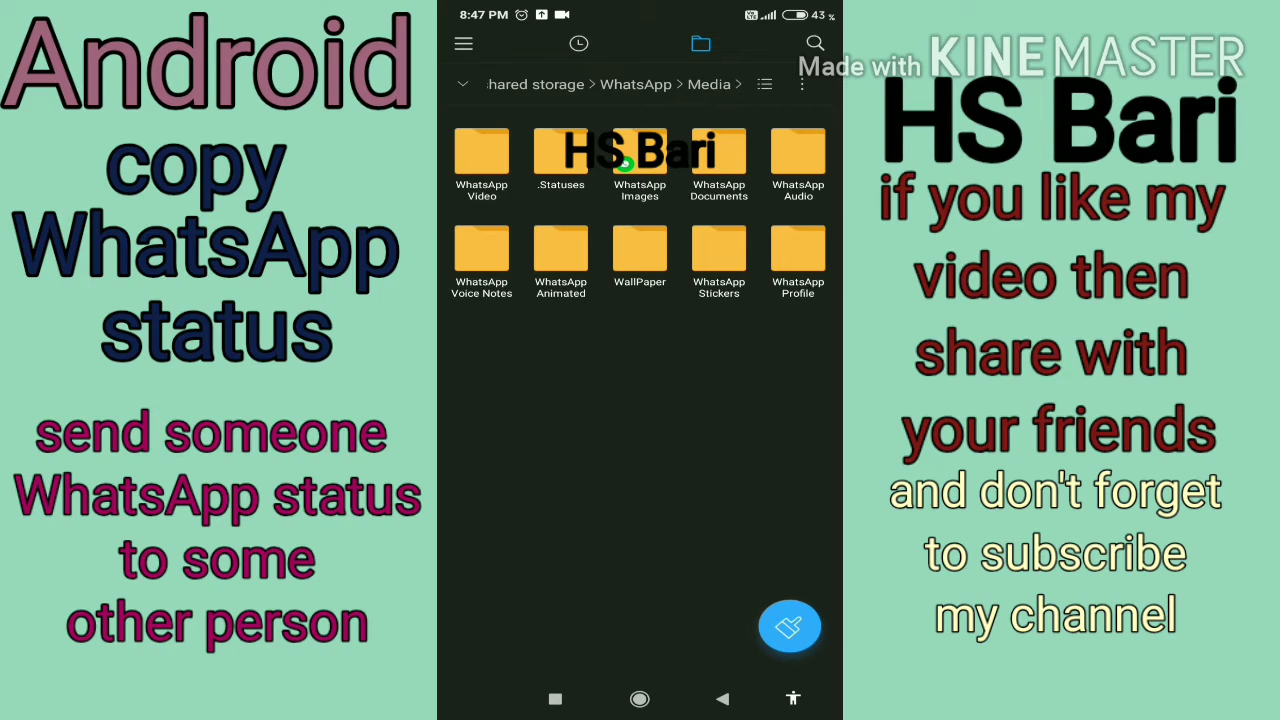 Android
copy
WhatsApp
status
send someone
WhatsApp status
to some
other person
8:47 PM
43 %
hared storage > WhatsApp > Media >
HS Bari
WhatsApp
Video
.Statuses
WhatsApp
Images
WhatsApp
Documents
WhatsApp
Audio
WhatsApp
Voice Notes
WhatsApp
Animated
WallPaper
WhatsApp
Stickers
WhatsApp
Profile
Made with KINEMASTER
HS Bari
if you like my
video then
share with
your friends
and don't forget
to subscribe
my channel